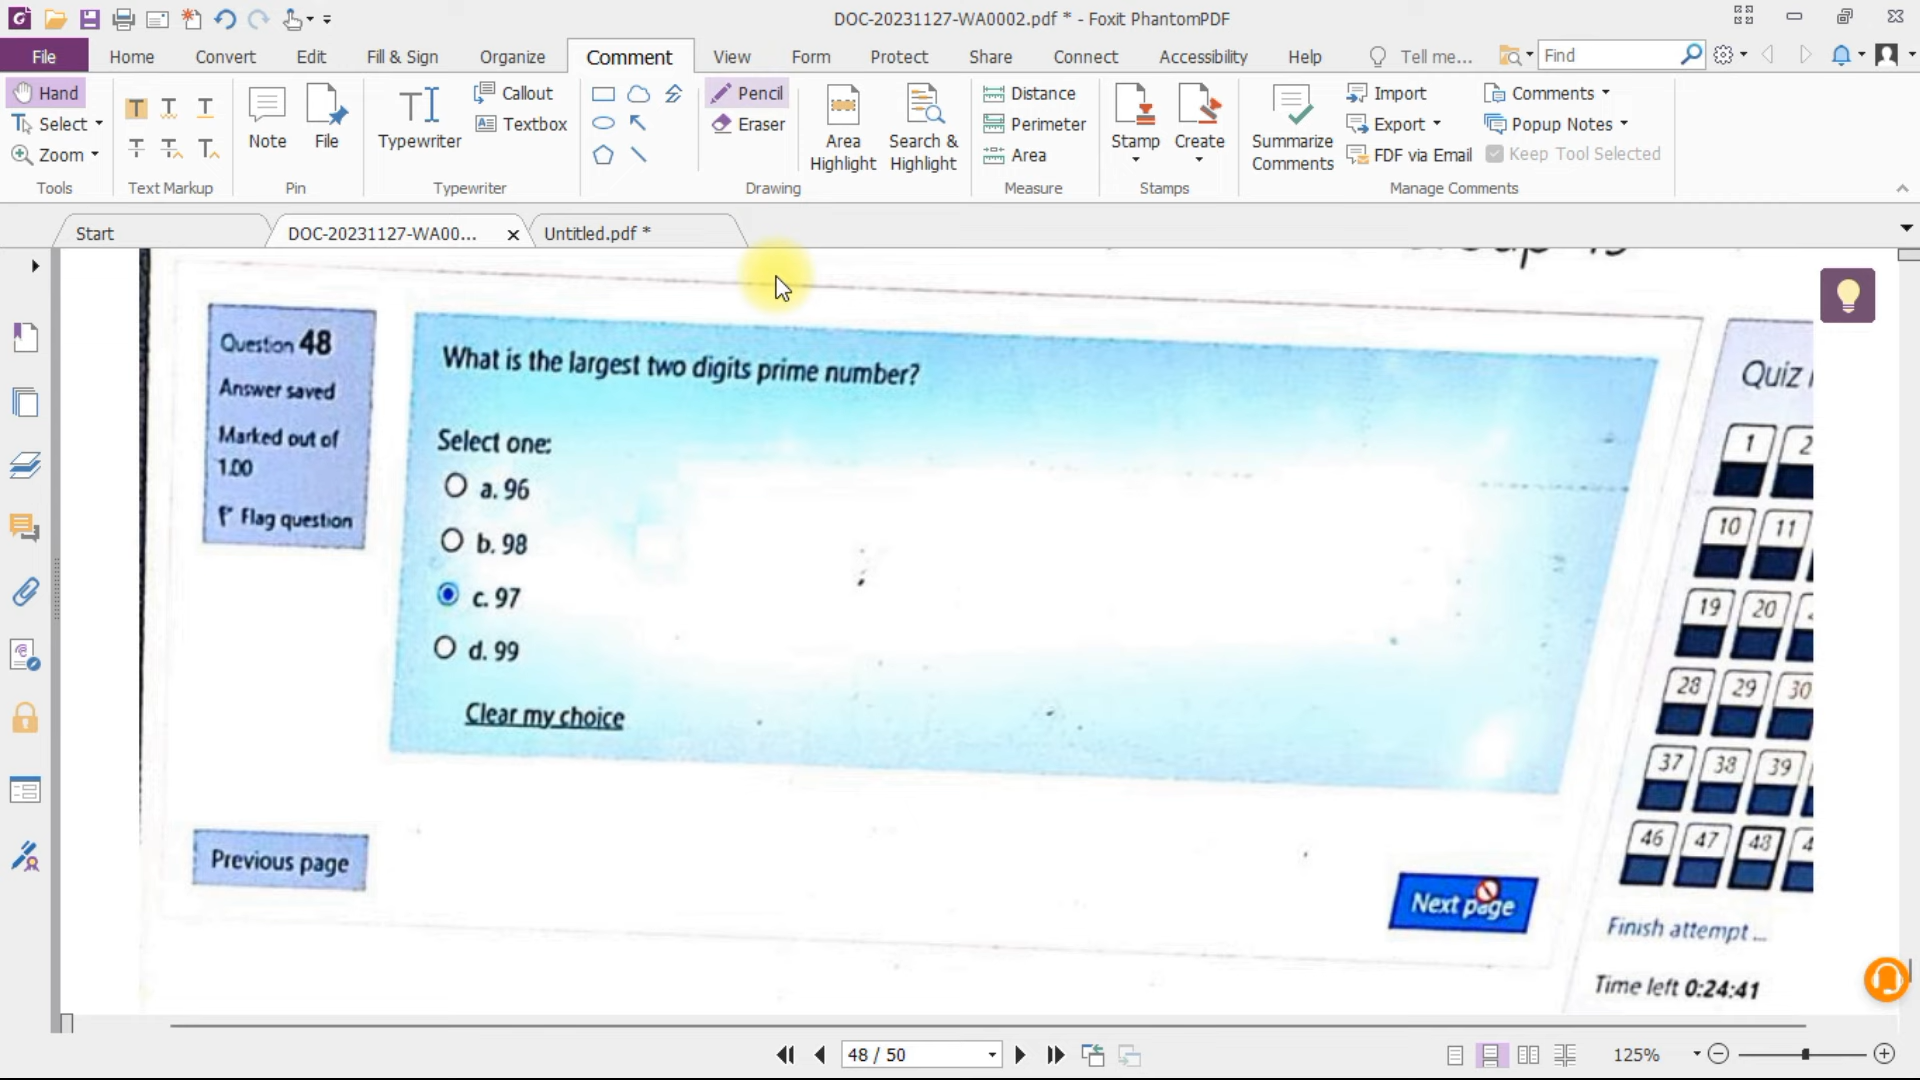 DOC-20231127-WA0002.pdf * - Foxit PhantomPDF
File Home Convert Edit Fill & Sign Organize Comment View Form Protect Share Connect Accessibility Help Tell me... Find
Hand
Select
Zoom
Tools
Text Markup
Note
File
Pin
Typewriter
Callout
Textbox
Typewriter
Pencil
Eraser
Area Highlight
Search & Highlight
Drawing
Distance
Perimeter
Area
Measure
Stamp
Create
Stamps
Summarize Comments
Import
Export
FDF via Email
Comments
Popup Notes
Keep Tool Selected
Manage Comments
Start
DOC-20231127-WA00...
Untitled.pdf *
Question 48
Answer saved
Marked out of
1.00
Flag question
What is the largest two digits prime number?
Select one:
a. 96
b. 98
c. 97
d. 99
Clear my choice
Previous page
Next page
Quiz
1 2
10 11
19 20
28 29 30
37 38 39
46 47 48 4
Finish attempt ...
Time left 0:24:41
48 / 50
125%